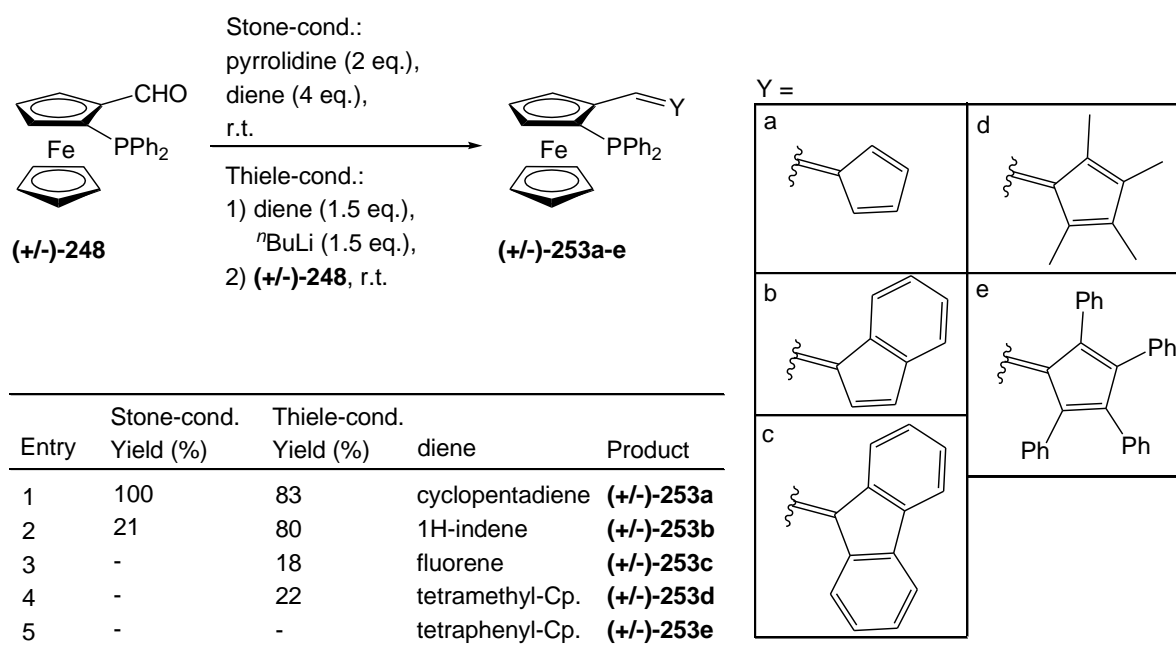 Stone-cond.:
pyrrolidine (2 eq.),
diene (4 eq.),
r.t.
Thiele-cond.:
1) diene (1.5 eq.),
ⁿBuLi (1.5 eq.),
2) (+/-)-248, r.t.
CHO
Fe
PPh₂
(+/-)-248
Y
Fe
PPh₂
(+/-)-253a-e
Y =
a
d
b
e
Ph
Ph
Ph
Ph
c
Stone-cond. Thiele-cond.
Entry Yield (%) Yield (%) diene Product
1 100 83 cyclopentadiene (+/-)-253a
2 21 80 1H-indene (+/-)-253b
3 - 18 fluorene (+/-)-253c
4 - 22 tetramethyl-Cp. (+/-)-253d
5 - - tetraphenyl-Cp. (+/-)-253e